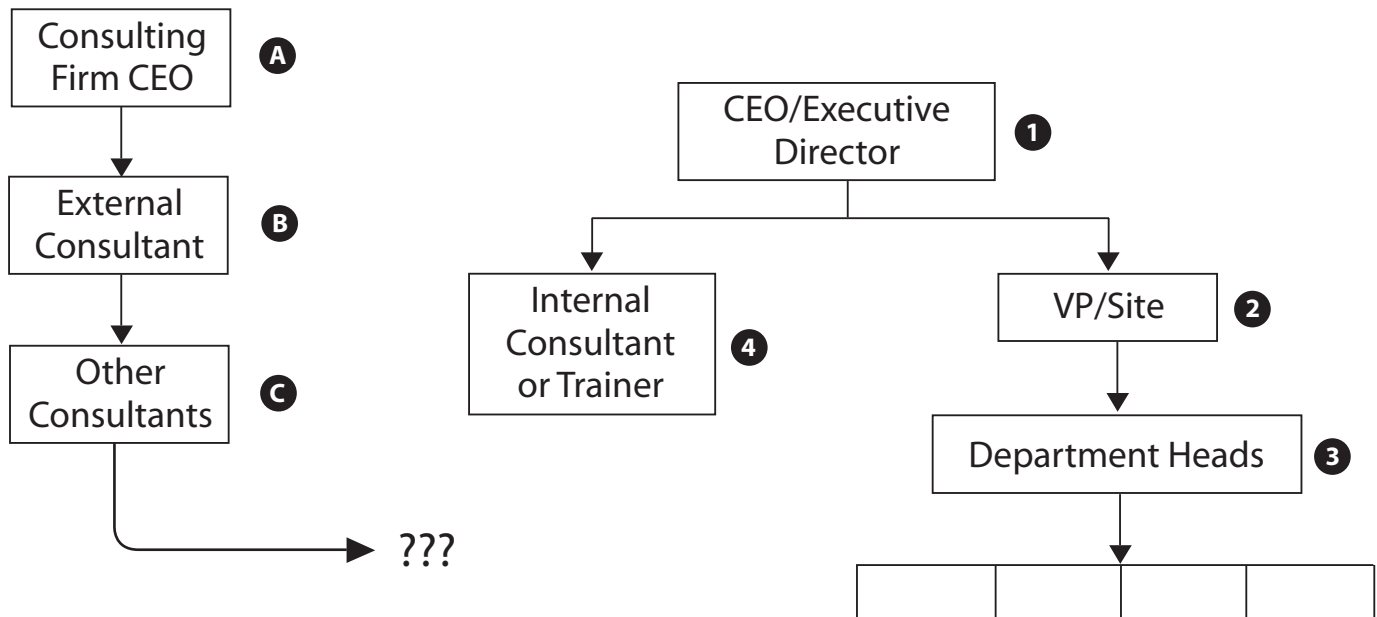 Consulting
Firm CEO
A
External
Consultant
B
Other
Consultants
C
???
CEO/Executive
Director
1
Internal
Consultant
or Trainer
4
VP/Site
2
Department Heads
3